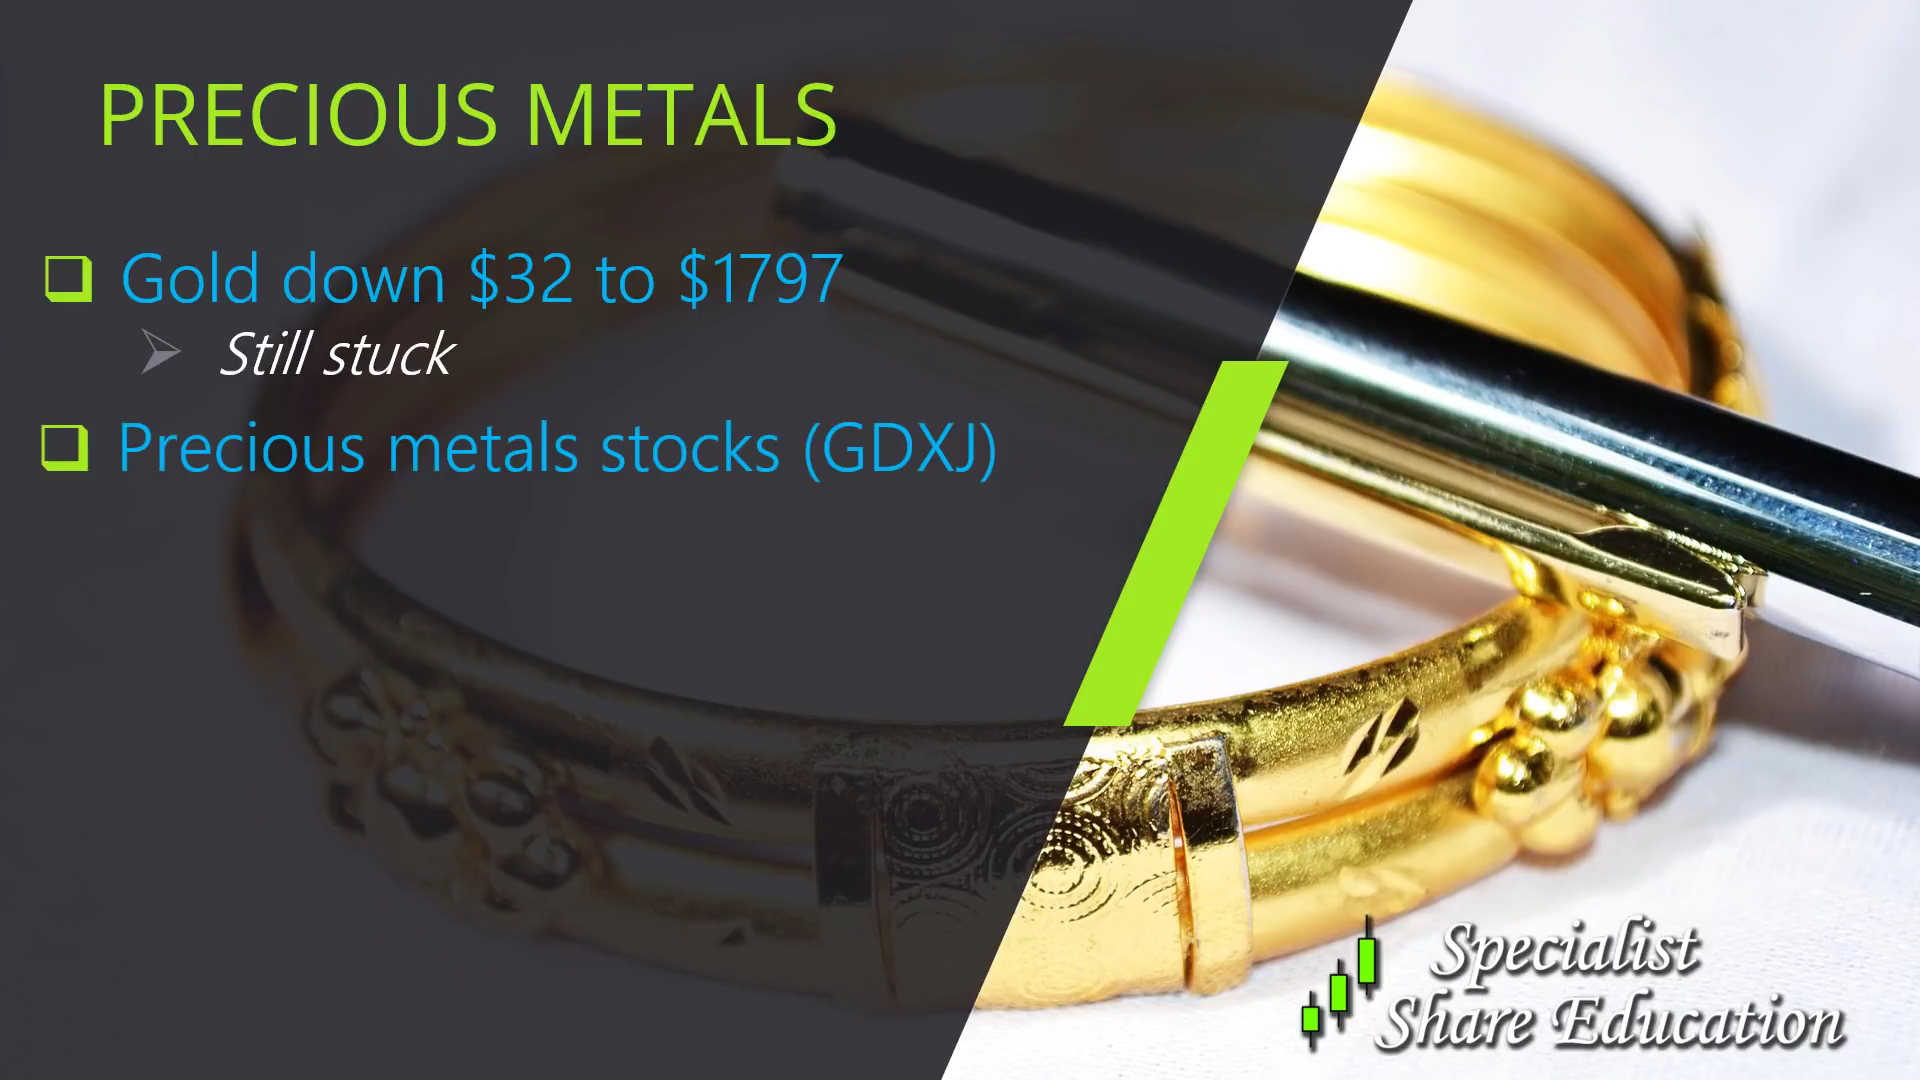 PRECIOUS METALS
Gold down $32 to $1797
Still stuck
Precious metals stocks (GDXJ)
Specialist
Share Education